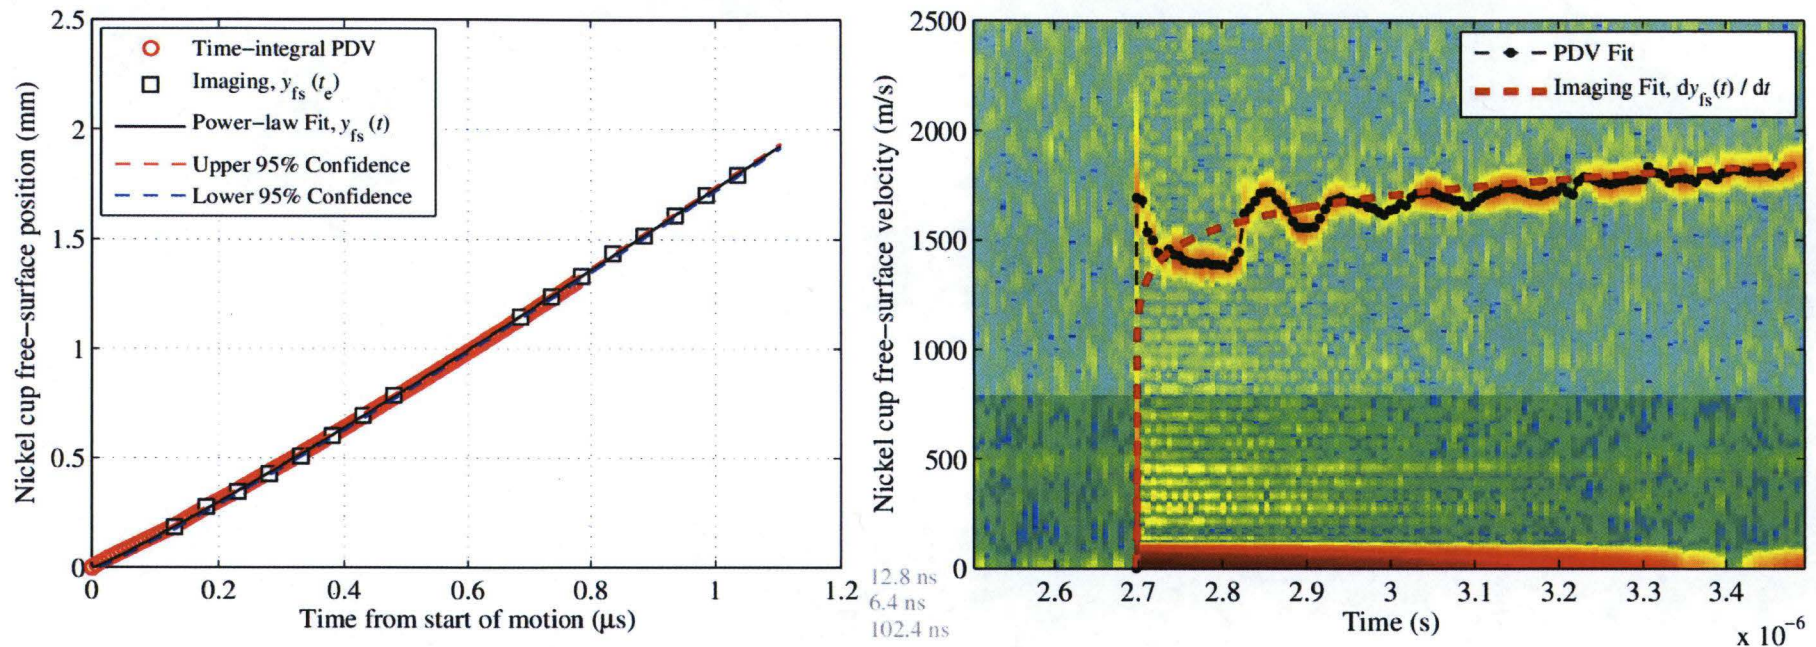 Nickel cup free-surface position (mm)
2.5
2
1.5
1
0.5
0
Time-integral PDV
Imaging, yfs (te)
Power-law Fit, yfs (t)
Upper 95% Confidence
Lower 95% Confidence
0 0.2 0.4 0.6 0.8 1 1.2
Time from start of motion (μs)
12.8 ns
6.4 ns
102.4 ns
Nickel cup free-surface velocity (m/s)
2500
2000
1500
1000
500
0
PDV Fit
Imaging Fit, dyfs(t) / dt
2.6 2.7 2.8 2.9 3 3.1 3.2 3.3 3.4
Time (s)
x 10⁻⁶